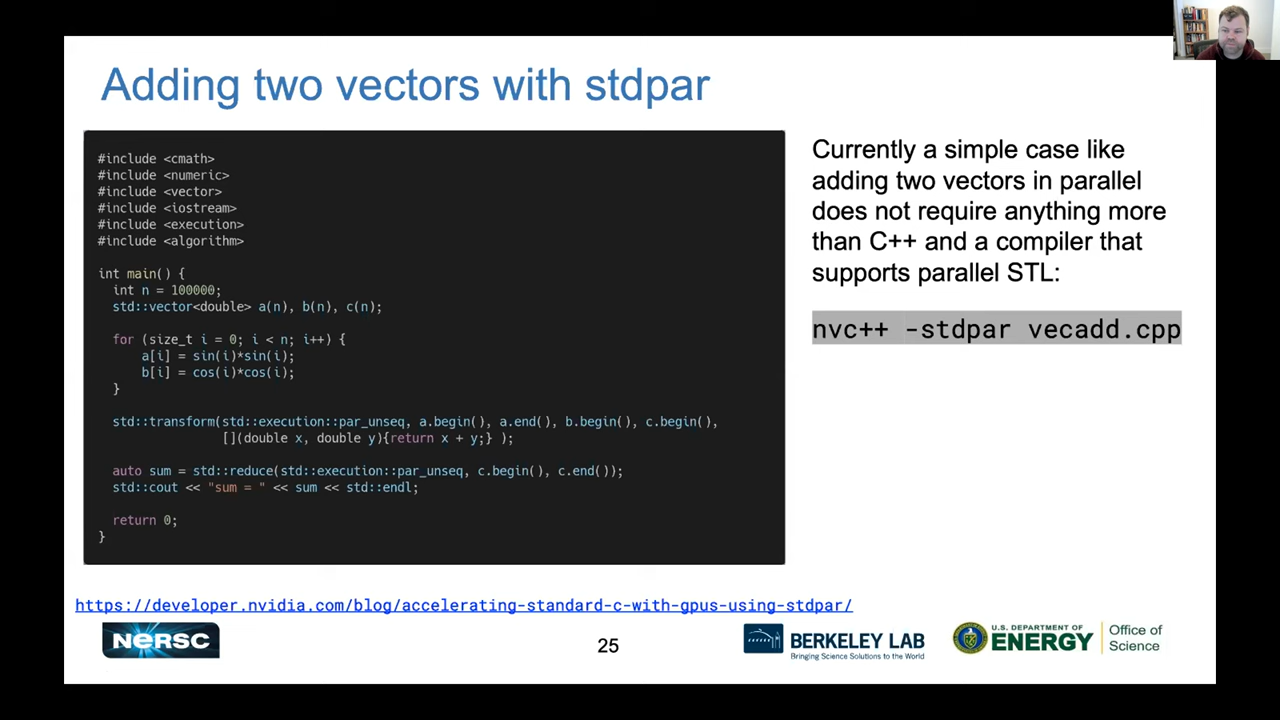 Adding two vectors with stdpar
#include <cmath>
#include <numeric>
#include <vector>
#include <iostream>
#include <execution>
#include <algorithm>
int main() {
int n = 100000;
std::vector<double> a(n), b(n), c(n);
for (size_t i = 0; i < n; i++) {
a[i] = sin(i)*sin(i);
b[i] = cos(i)*cos(i);
}
std::transform(std::execution::par_unseq, a.begin(), a.end(), b.begin(), c.begin(),
[](double x, double y){return x + y;} );
auto sum = std::reduce(std::execution::par_unseq, c.begin(), c.end());
std::cout << "sum = " << sum << std::endl;
return 0;
}
Currently a simple case like
adding two vectors in parallel
does not require anything more
than C++ and a compiler that
supports parallel STL:
nvc++ -stdpar vecadd.cpp
https://developer.nvidia.com/blog/accelerating-standard-c-with-gpus-using-stdpar/
NERSC
25
BERKELEY LAB
Bringing Science Solutions to the World
U.S. DEPARTMENT OF
ENERGY
Office of
Science